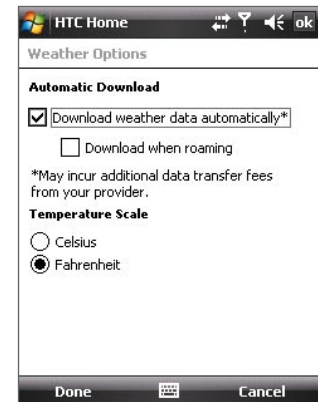 HTC Home ok
Weather Options
Automatic Download
Download weather data automatically*
Download when roaming
*May incur additional data transfer fees
from your provider.
Temperature Scale
Celsius
Fahrenheit
Done Cancel